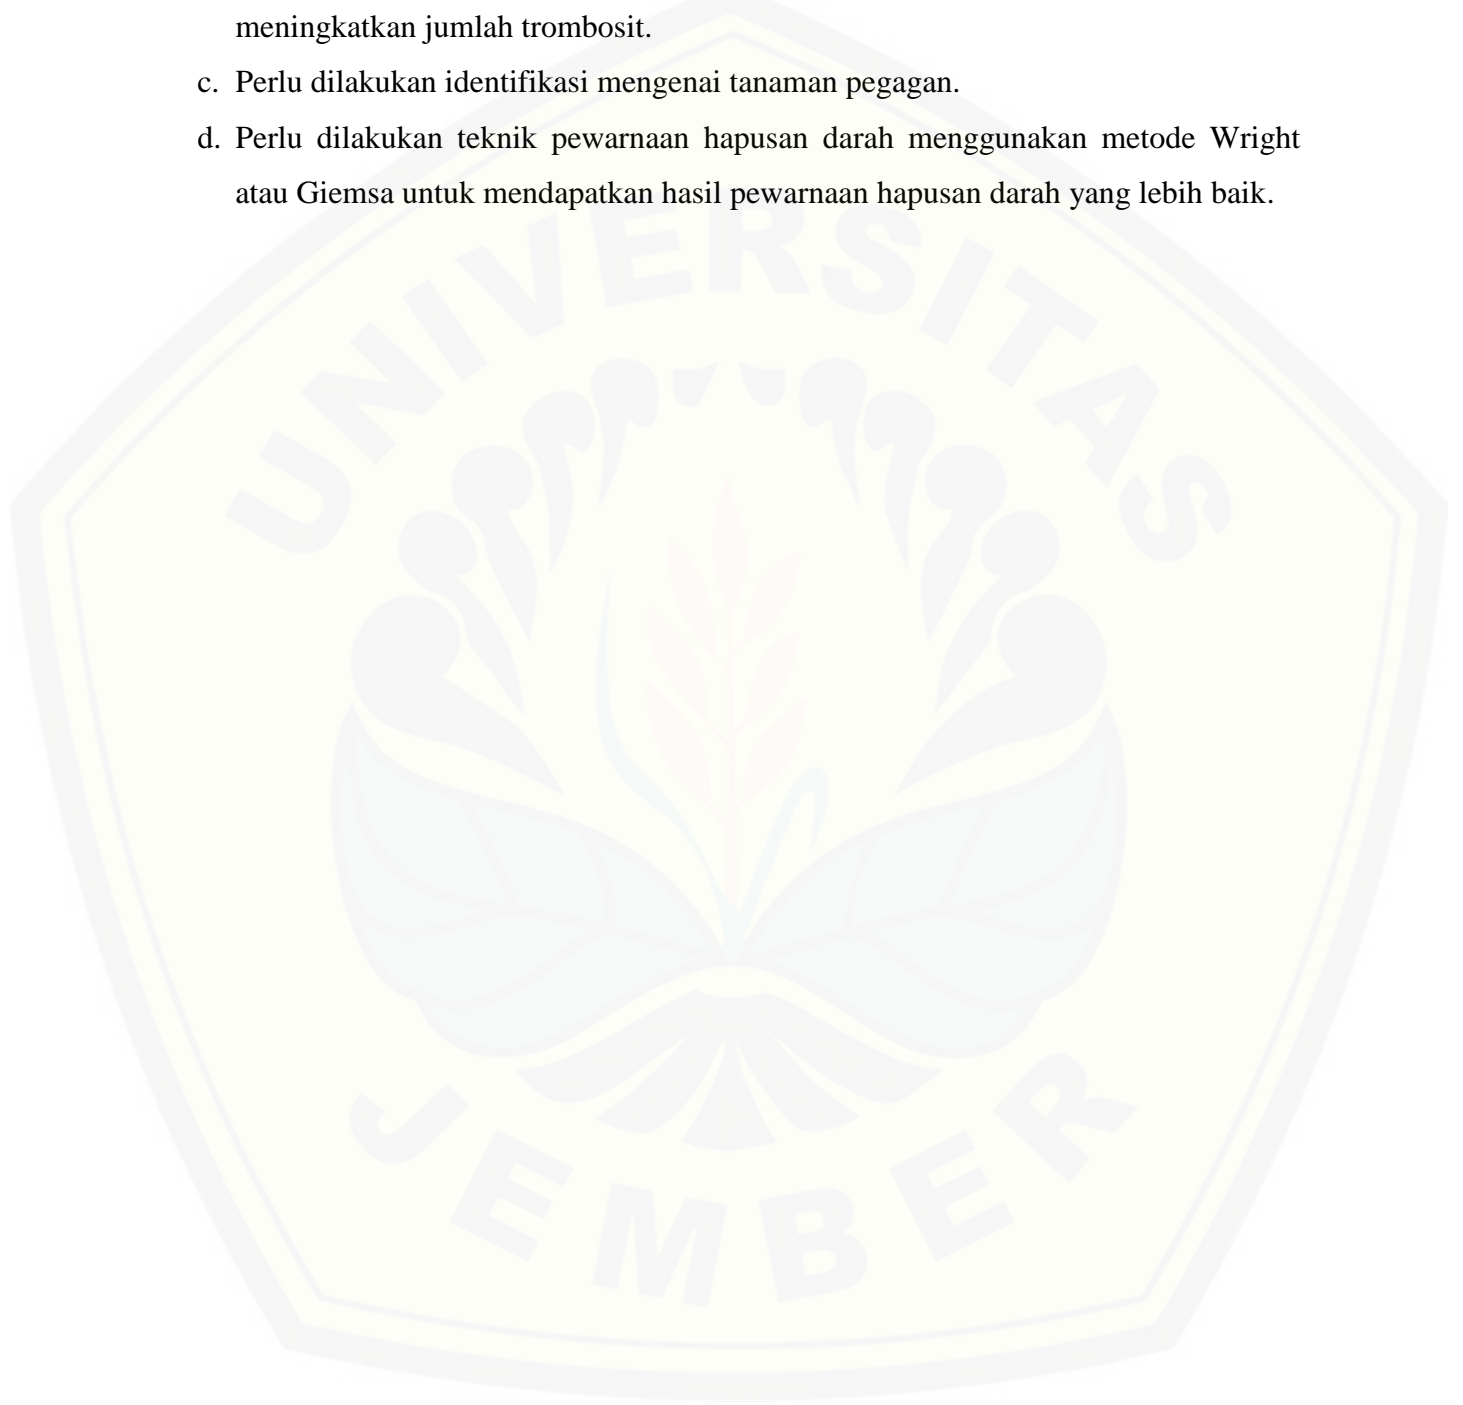 meningkatkan jumlah trombosit.
c. Perlu dilakukan identifikasi mengenai tanaman pegagan.
d. Perlu dilakukan teknik pewarnaan hapusan darah menggunakan metode Wright
atau Giemsa untuk mendapatkan hasil pewarnaan hapusan darah yang lebih baik.
UNIVERSITAS
JEMBER